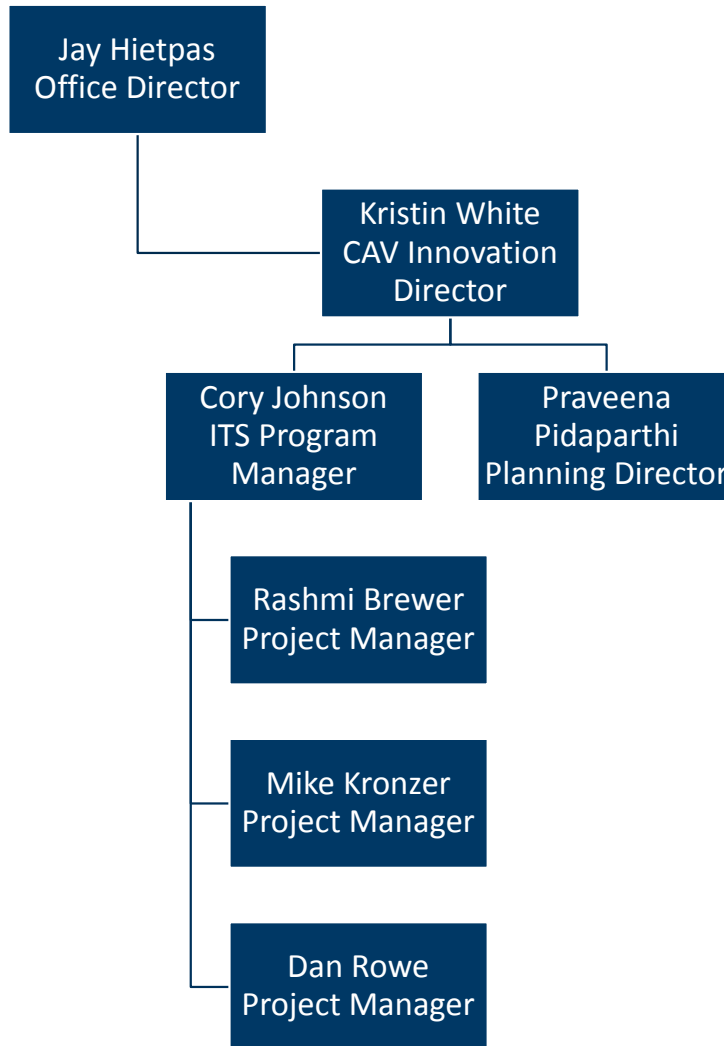 Jay Hietpas
Office Director
Kristin White
CAV Innovation
Director
Cory Johnson
ITS Program
Manager
Praveena
Pidaparthi
Planning Director
Rashmi Brewer
Project Manager
Mike Kronzer
Project Manager
Dan Rowe
Project Manager